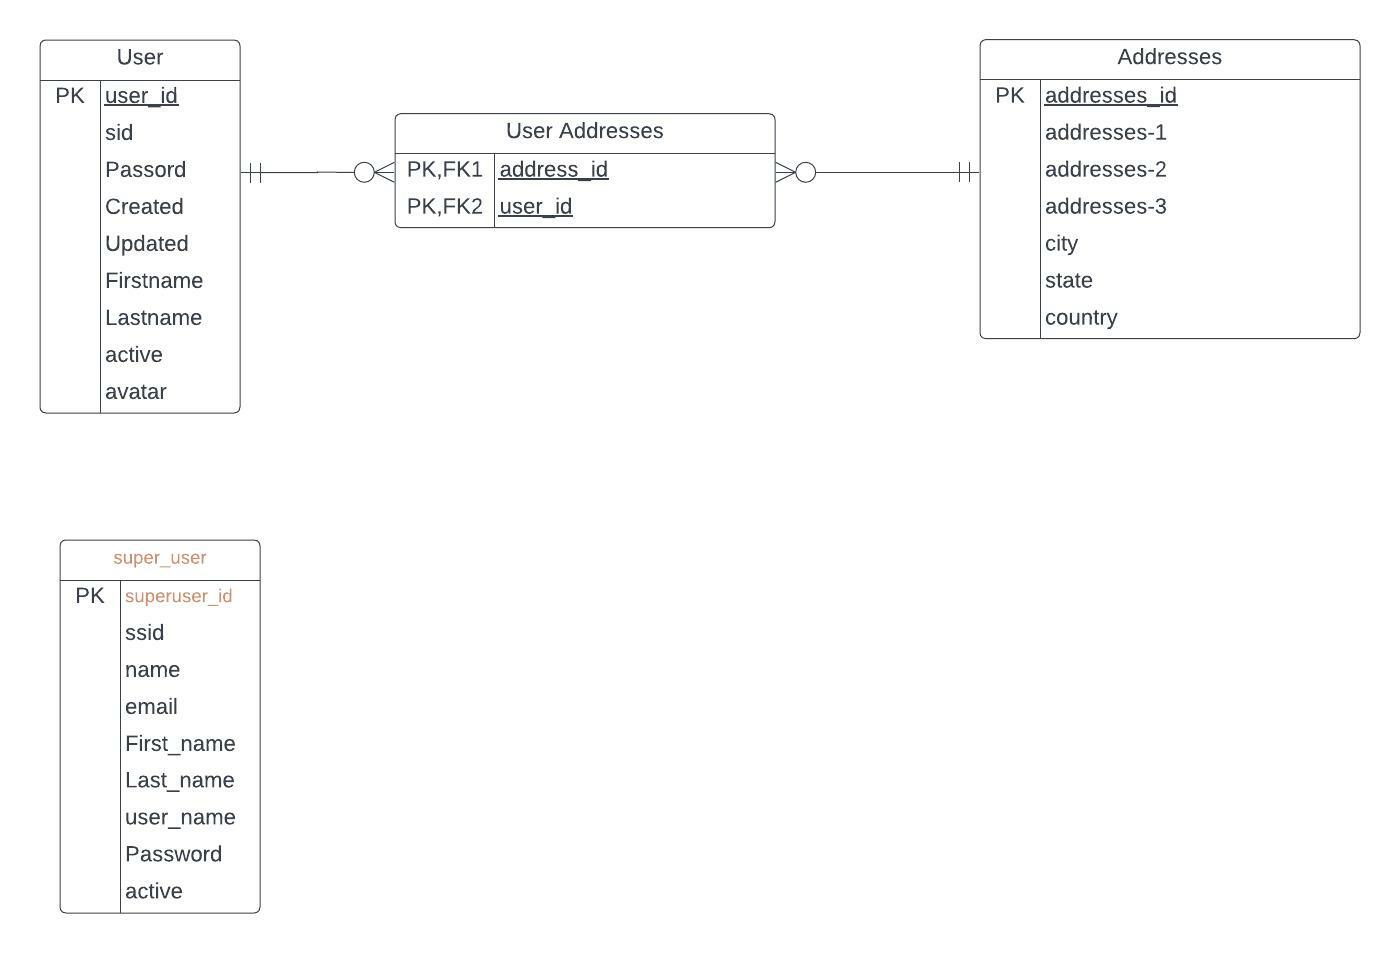 User
PK user_id
sid
Passord
Created
Updated
Firstname
Lastname
active
avatar
User Addresses
PK,FK1 address_id
PK,FK2 user_id
Addresses
PK addresses_id
addresses-1
addresses-2
addresses-3
city
state
country
super_user
PK superuser_id
ssid
name
email
First_name
Last_name
user_name
Password
active